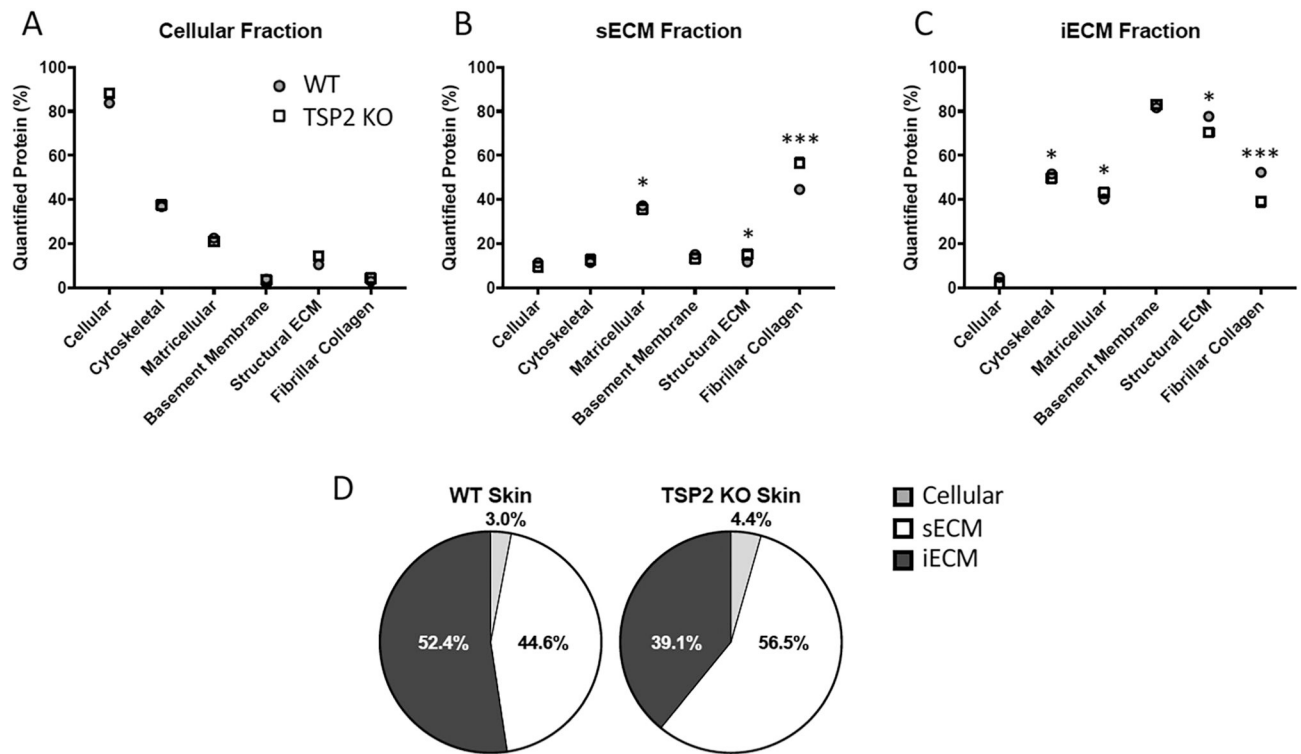 A
Cellular Fraction
Quantified Protein (%)
100
80
60
40
20
0
WT
TSP2 KO
Cellular
Cytoskeletal
Matricellular
Basement Membrane
Structural ECM
Fibrillar Collagen
B
sECM Fraction
Quantified Protein (%)
100
80
60
40
20
0
*
*
***
Cellular
Cytoskeletal
Matricellular
Basement Membrane
Structural ECM
Fibrillar Collagen
C
iECM Fraction
Quantified Protein (%)
100
80
60
40
20
0
*
*
*
***
Cellular
Cytoskeletal
Matricellular
Basement Membrane
Structural ECM
Fibrillar Collagen
D
WT Skin
3.0%
52.4%
44.6%
TSP2 KO Skin
4.4%
39.1%
56.5%
Cellular
sECM
iECM